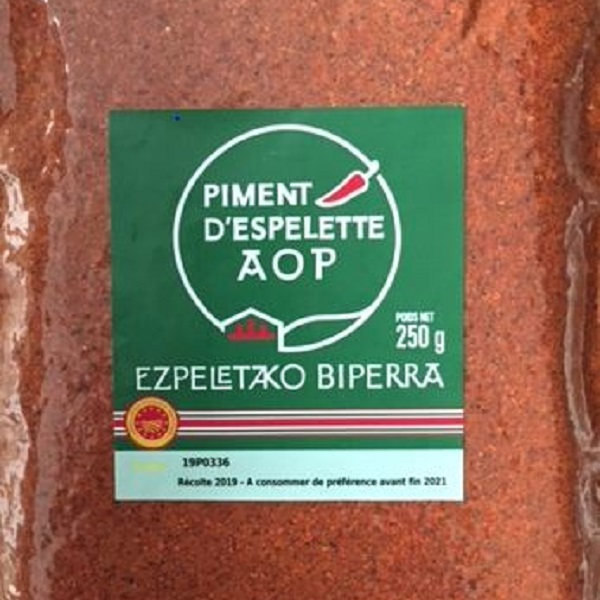 PIMENT
D'ESPELETTE
AOP
POIDS NET
250 g
EZPELETAKO BIPERRA
19P0336
Récolte 2019 - A consommer de préférence avant fin 2021